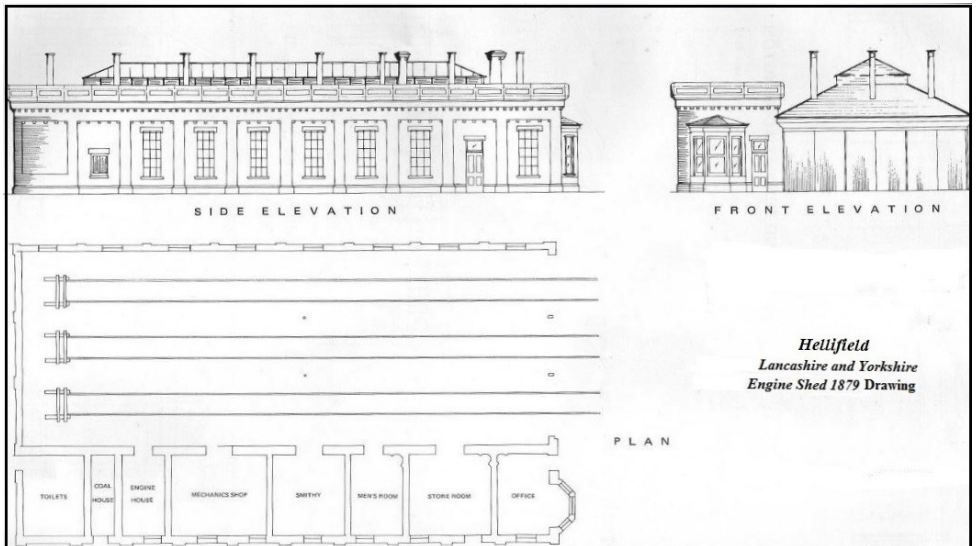 SIDE ELEVATION
FRONT ELEVATION
Hellifield
Lancashire and Yorkshire
Engine Shed 1879 Drawing
PLAN
TOILETS
COAL
HOUSE
ENGINE
HOUSE
MECHANICS SHOP
SMITHY
MEN'S ROOM
STORE ROOM
OFFICE